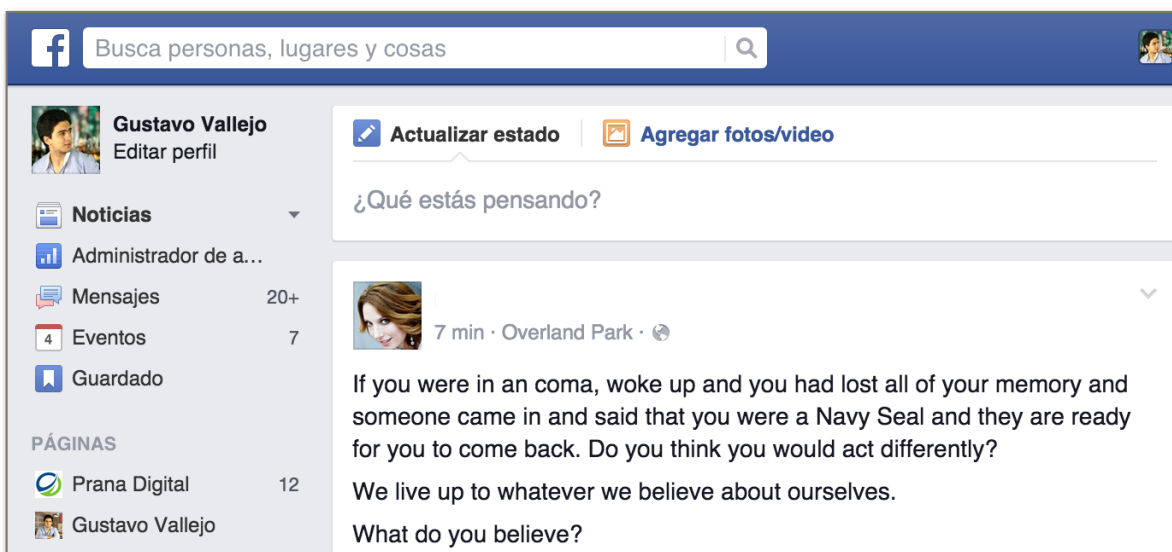 f
Busca personas, lugares y cosas
Gustavo Vallejo
Editar perfil
Noticias
Administrador de a...
Mensajes 20+
4
Eventos 7
Guardado
PÁGINAS
Prana Digital 12
Gustavo Vallejo
Actualizar estado
Agregar fotos/video
¿Qué estás pensando?
7 min · Overland Park ·
If you were in an coma, woke up and you had lost all of your memory and
someone came in and said that you were a Navy Seal and they are ready
for you to come back. Do you think you would act differently?
We live up to whatever we believe about ourselves.
What do you believe?